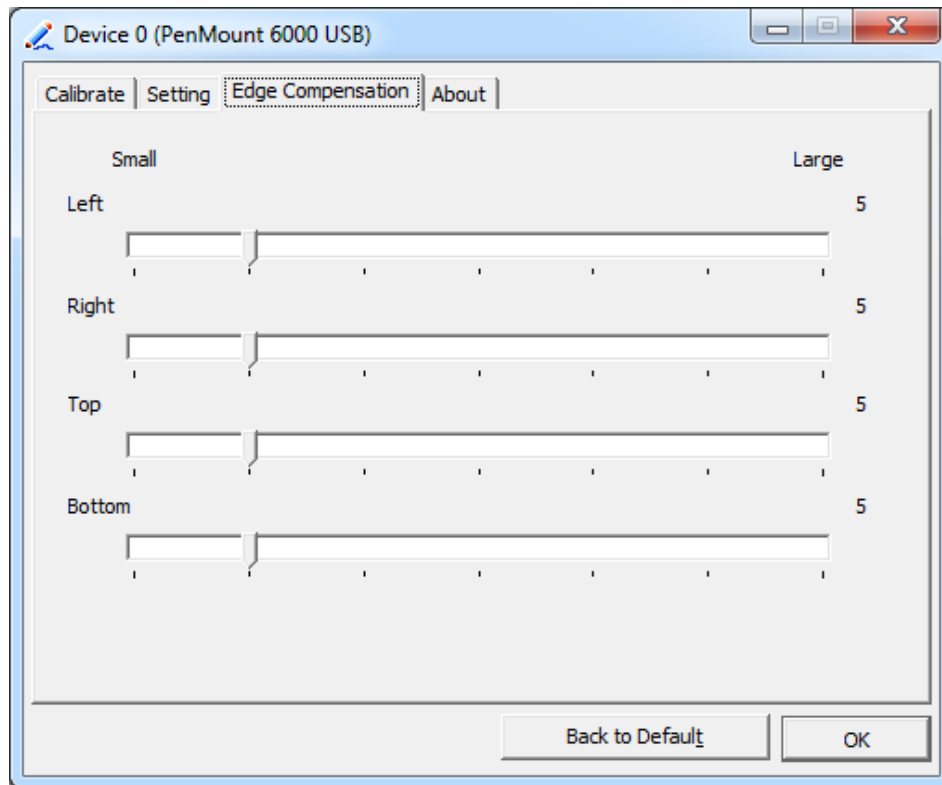 Device 0 (PenMount 6000 USB)
Calibrate Setting Edge Compensation About
Small Large
Left 5
Right 5
Top 5
Bottom 5
Back to Default OK